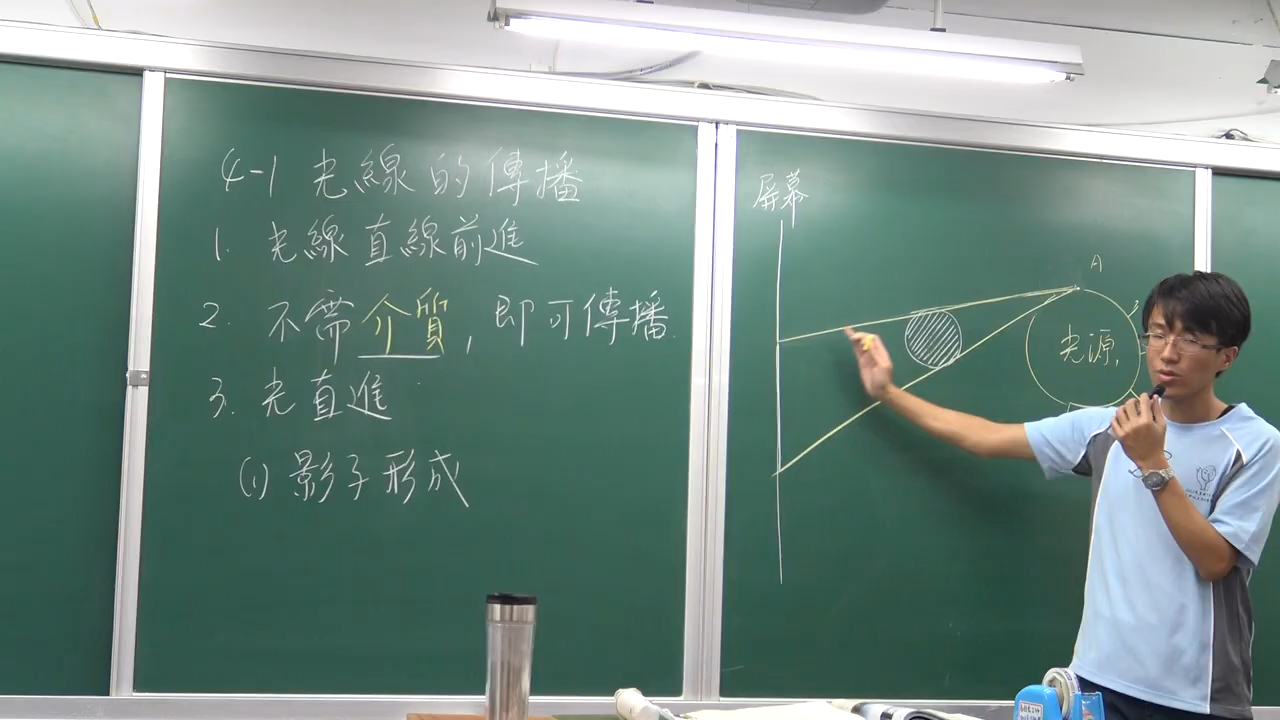 4-1 光線的傳播
1. 光線直線前進
2. 不需介質，即可傳播.
3. 光直進
(1) 影子形成
屏幕
A
光源